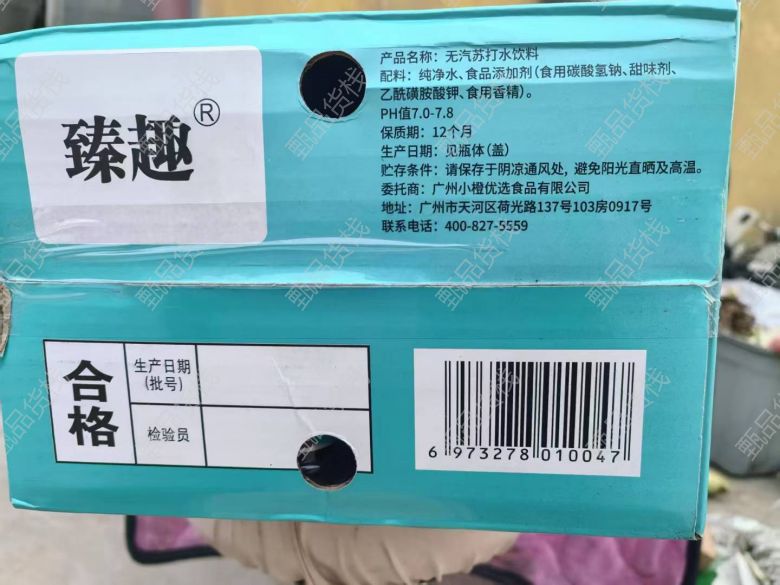 臻趣®
产品名称：无汽苏打水饮料
配料：纯净水、食品添加剂（食用碳酸氢钠、甜味剂、
乙酰磺胺酸钾、食用香精）。
PH值7.0-7.8
保质期：12个月
生产日期：见瓶体（盖）
贮存条件：请保存于阴凉通风处，避免阳光直晒及高温。
委托商：广州小橙优选食品有限公司
地址：广州市天河区荷光路137号103房0917号
联系电话：400-827-5559
合格
生产日期
（批号）
检验员
6 973278 010047
甄品货栈